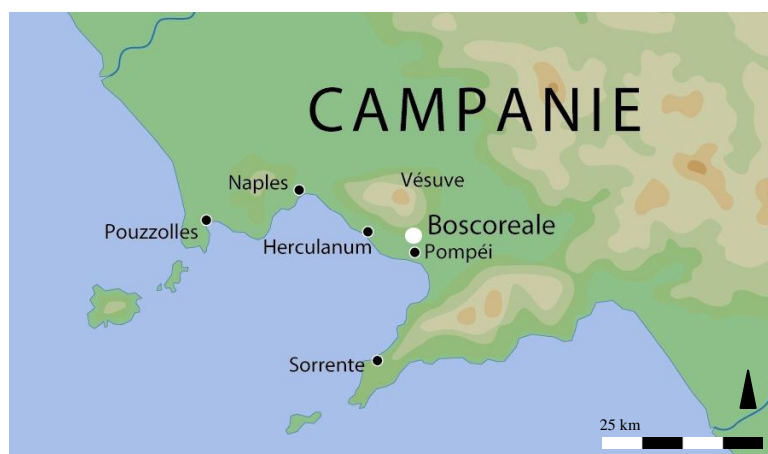 CAMPANIE
Naples
Vésuve
Pouzzolles
Herculanum
Boscoreale
Pompéi
Sorrente
25 km